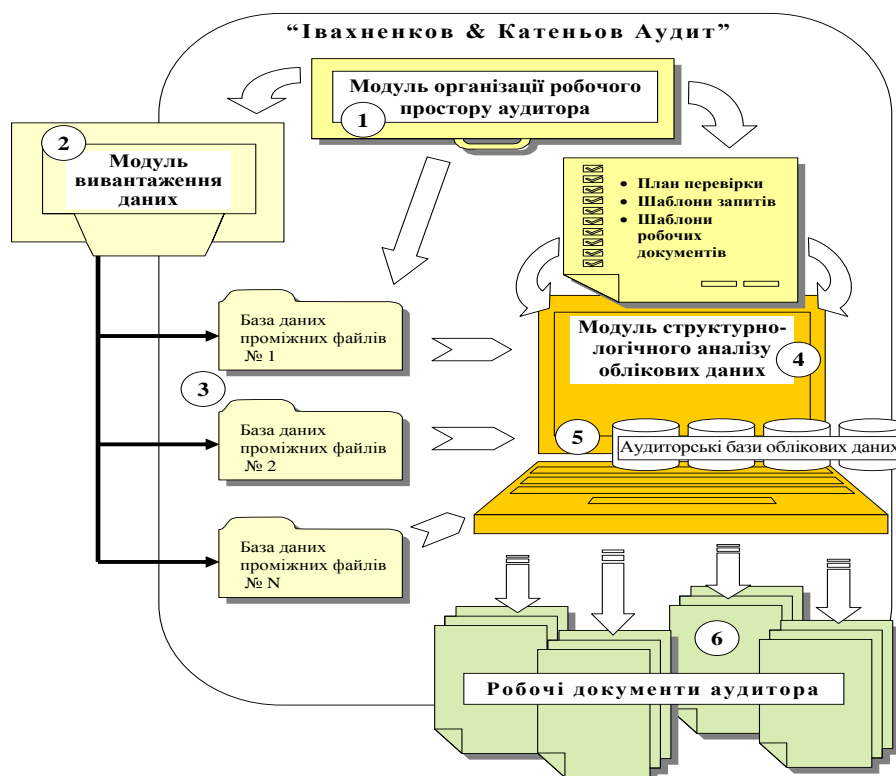 “Івахненков & Катеньов Аудит”
Модуль організації робочого
простору аудитора
1
2
Модуль
вивантаження
даних
• План перевірки
• Шаблони запитів
• Шаблони
робочих
документів
База даних
проміжних файлів
№ 1
3
База даних
проміжних файлів
№ 2
База даних
проміжних файлів
№ N
Модуль структурно-
логічного аналізу
облікових даних
4
5
Аудиторські бази облікових даних
6
Робочі документи аудитора